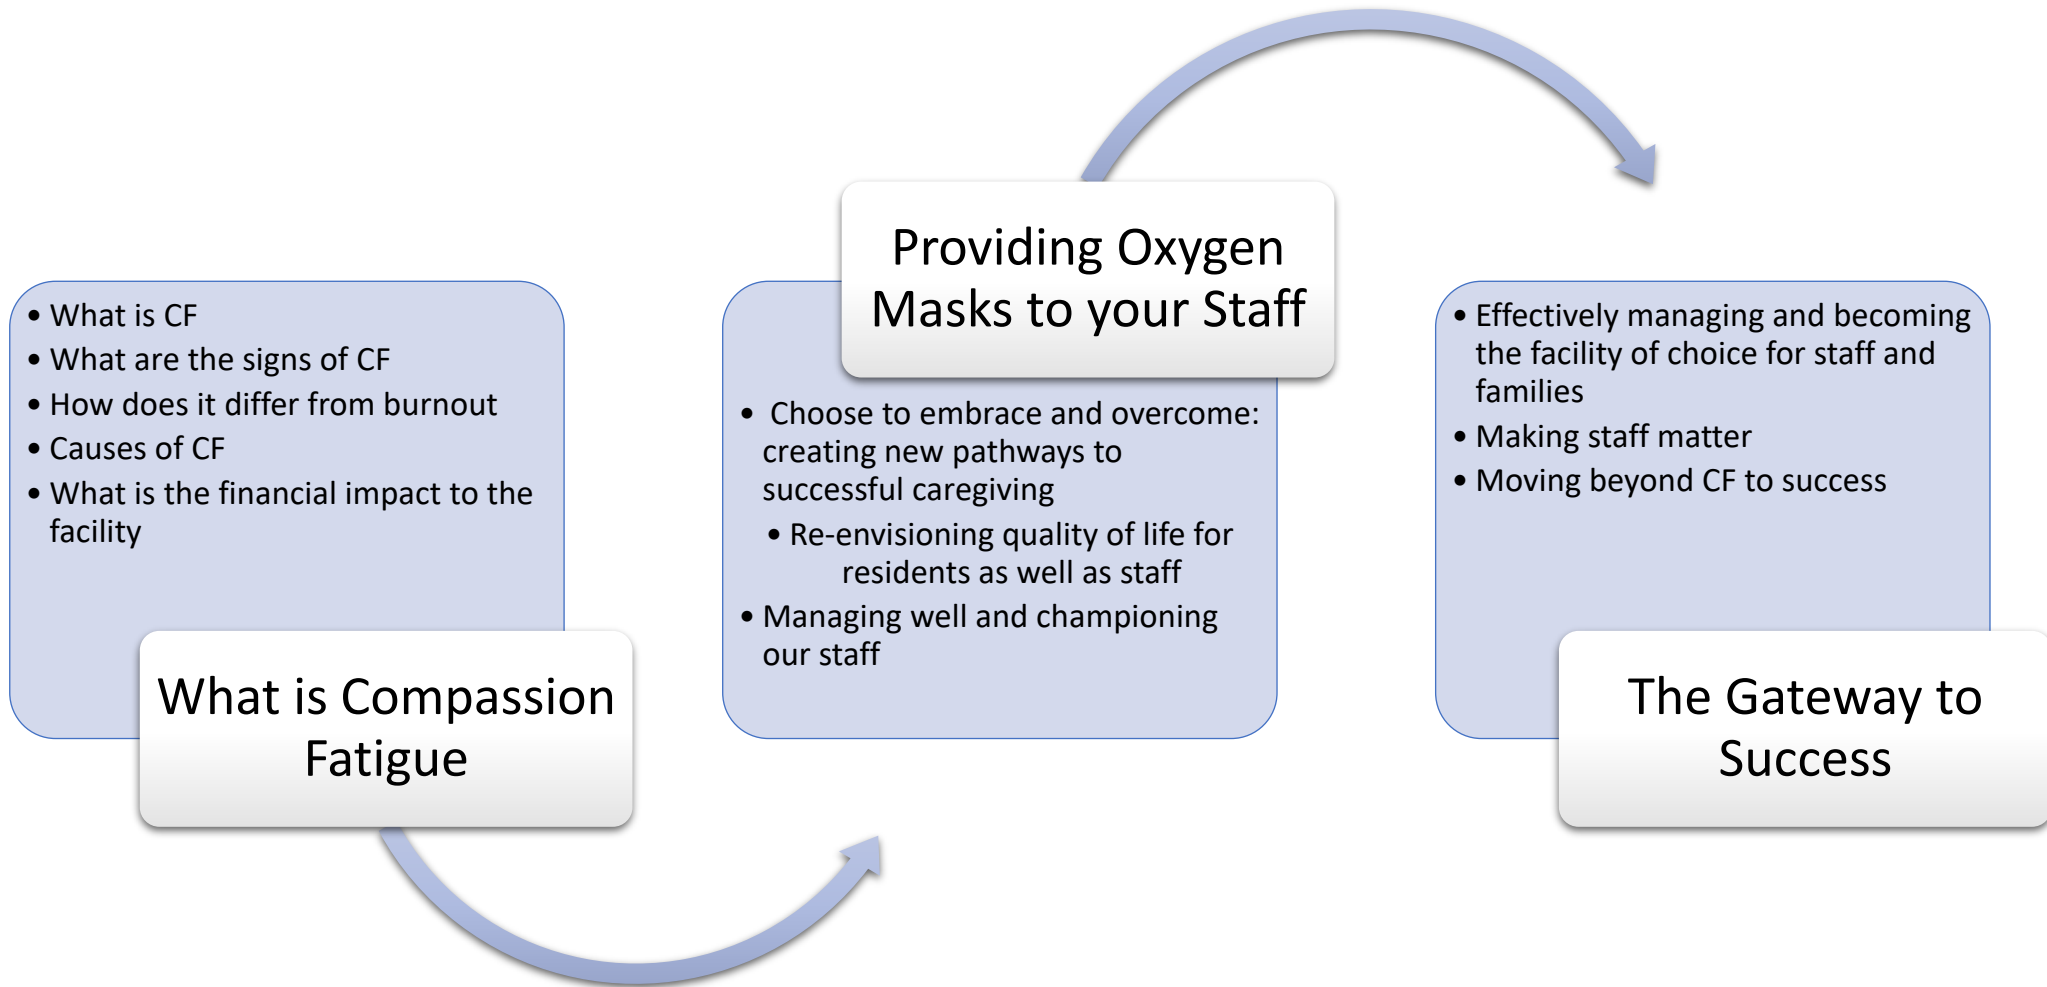 • What is CF
• What are the signs of CF
• How does it differ from burnout
• Causes of CF
• What is the financial impact to the
facility
What is Compassion
Fatigue
Providing Oxygen
Masks to your Staff
• Choose to embrace and overcome:
creating new pathways to
successful caregiving
• Re-envisioning quality of life for
residents as well as staff
• Managing well and championing
our staff
• Effectively managing and becoming
the facility of choice for staff and
families
• Making staff matter
• Moving beyond CF to success
The Gateway to
Success